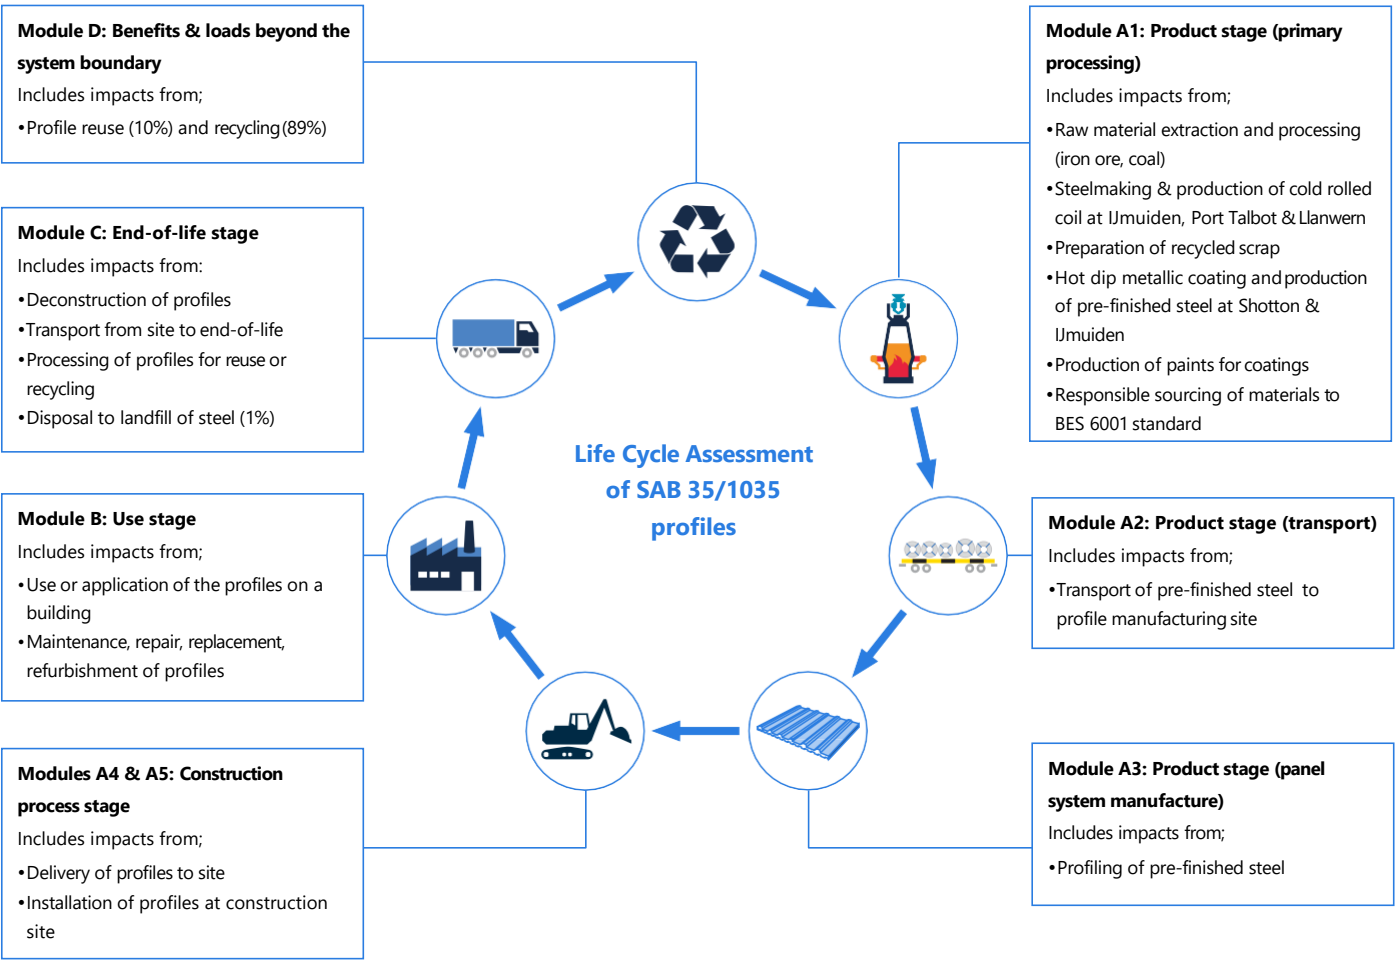 Module D: Benefits & loads beyond the
system boundary
Includes impacts from;
•Profile reuse (10%) and recycling (89%)
Module C: End-of-life stage
Includes impacts from:
•Deconstruction of profiles
•Transport from site to end-of-life
•Processing of profiles for reuse or
recycling
•Disposal to landfill of steel (1%)
Module B: Use stage
Includes impacts from;
•Use or application of the profiles on a
building
•Maintenance, repair, replacement,
refurbishment of profiles
Modules A4 & A5: Construction
process stage
Includes impacts from;
•Delivery of profiles to site
•Installation of profiles at construction
site
Life Cycle Assessment
of SAB 35/1035
profiles
Module A1: Product stage (primary
processing)
Includes impacts from;
•Raw material extraction and processing
(iron ore, coal)
•Steelmaking & production of cold rolled
coil at IJmuiden, Port Talbot & Llanwern
•Preparation of recycled scrap
•Hot dip metallic coating and production
of pre-finished steel at Shotton &
IJmuiden
•Production of paints for coatings
•Responsible sourcing of materials to
BES 6001 standard
Module A2: Product stage (transport)
Includes impacts from;
•Transport of pre-finished steel to
profile manufacturing site
Module A3: Product stage (panel
system manufacture)
Includes impacts from;
•Profiling of pre-finished steel